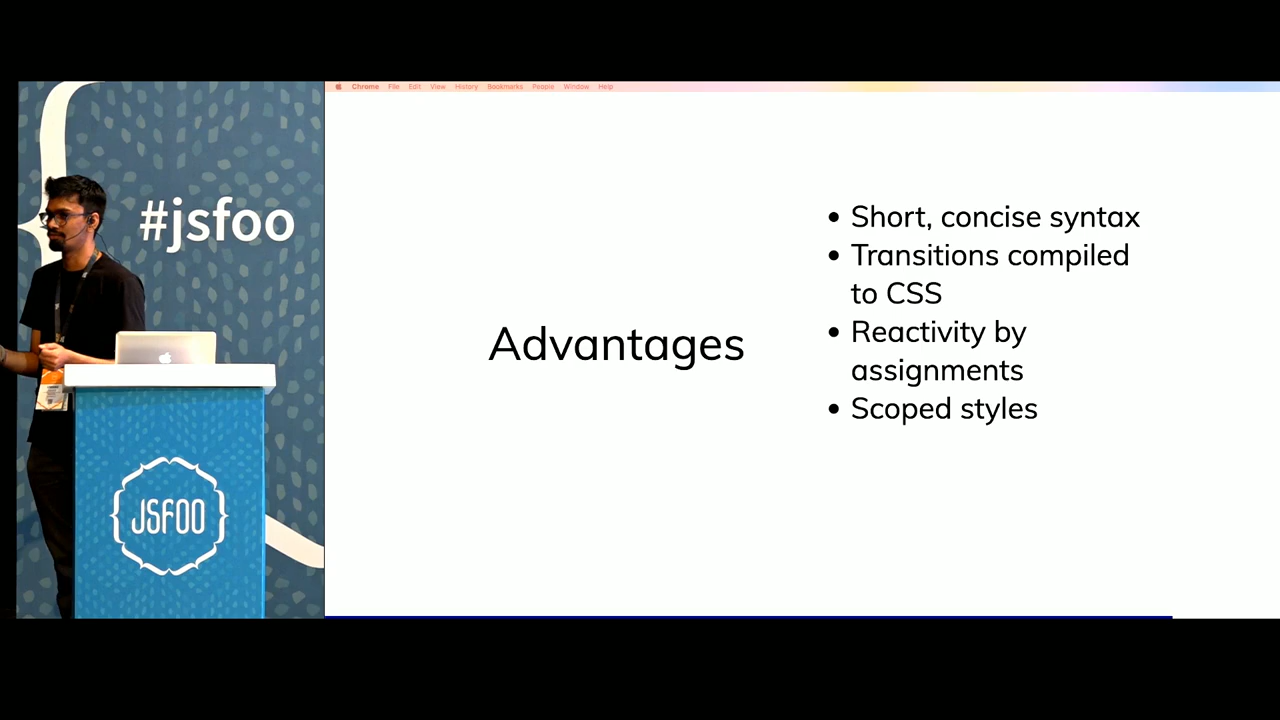 Chrome File Edit View History Bookmarks People Window Help
#jsfoo
JSFOO
Advantages
• Short, concise syntax
• Transitions compiled
to CSS
• Reactivity by
assignments
• Scoped styles